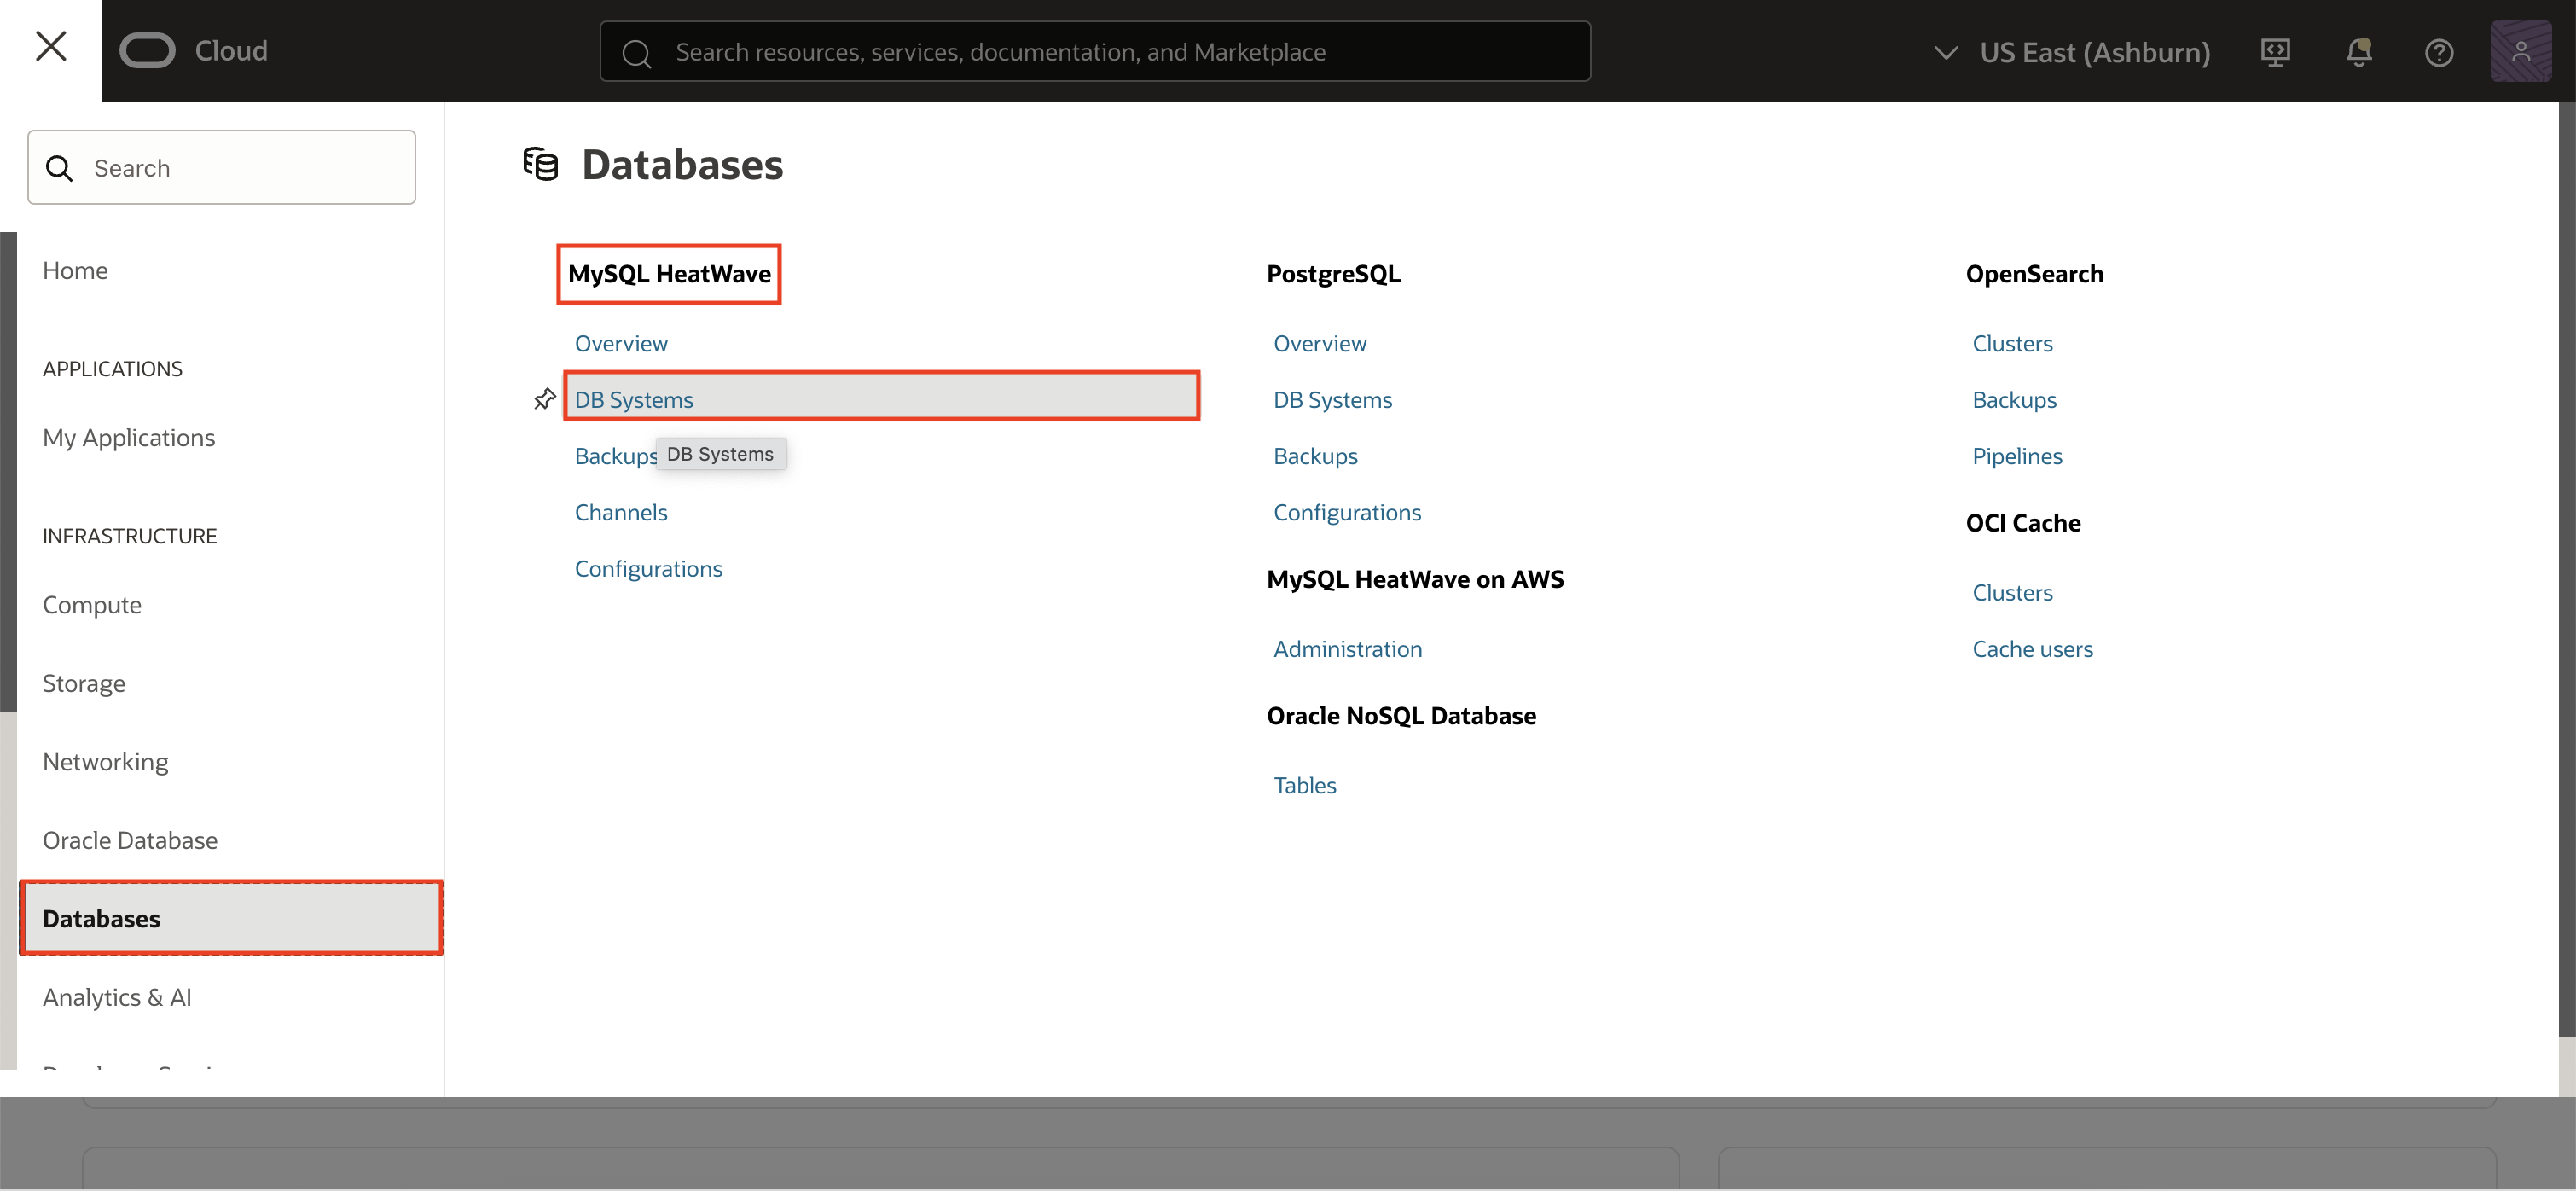 Cloud
Search resources, services, documentation, and Marketplace
US East (Ashburn)
Search
Home
APPLICATIONS
My Applications
INFRASTRUCTURE
Compute
Storage
Networking
Oracle Database
Databases
Analytics & AI
Databases
MySQL HeatWave
Overview
DB Systems
DB Systems
Backups
Channels
Configurations
PostgreSQL
Overview
DB Systems
Backups
Configurations
MySQL HeatWave on AWS
Administration
Oracle NoSQL Database
Tables
OpenSearch
Clusters
Backups
Pipelines
OCI Cache
Clusters
Cache users